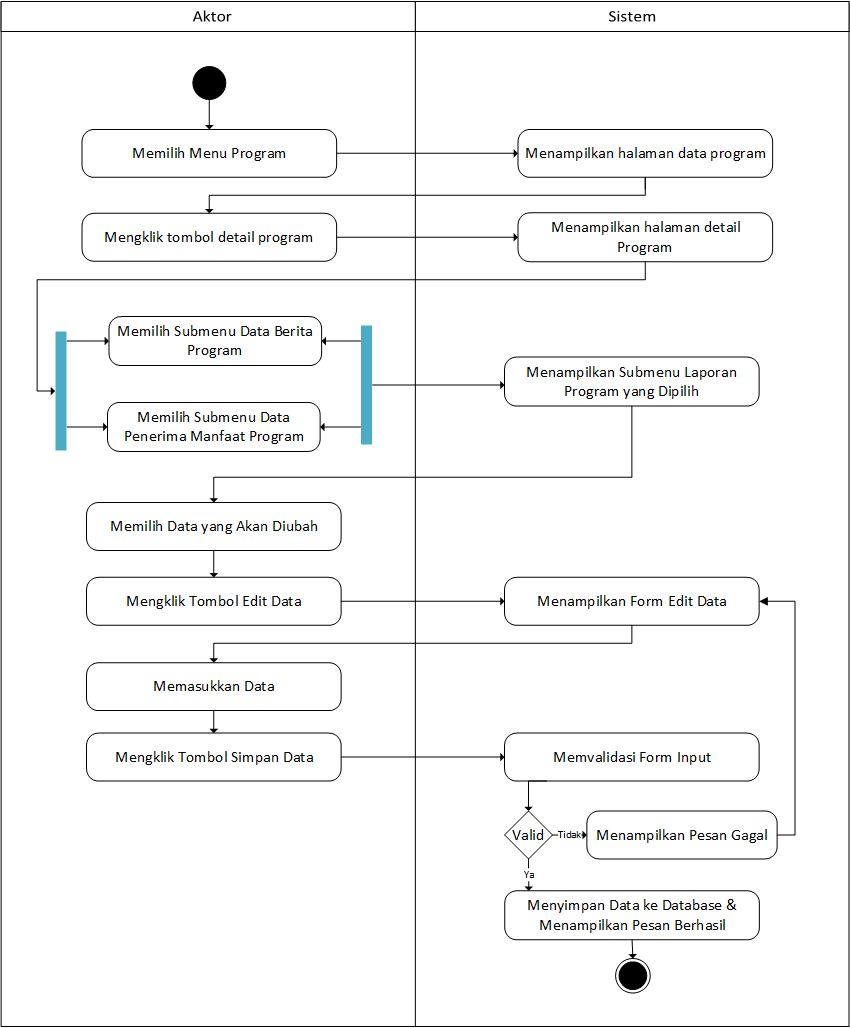 Aktor
Sistem
Memilih Menu Program
Menampilkan halaman data program
Mengklik tombol detail program
Menampilkan halaman detail
Program
Memilih Submenu Data Berita
Program
Memilih Submenu Data
Penerima Manfaat Program
Menampilkan Submenu Laporan
Program yang Dipilih
Memilih Data yang Akan Diubah
Mengklik Tombol Edit Data
Menampilkan Form Edit Data
Memasukkan Data
Mengklik Tombol Simpan Data
Memvalidasi Form Input
Valid
Tidak
Menampilkan Pesan Gagal
Ya
Menyimpan Data ke Database &
Menampilkan Pesan Berhasil